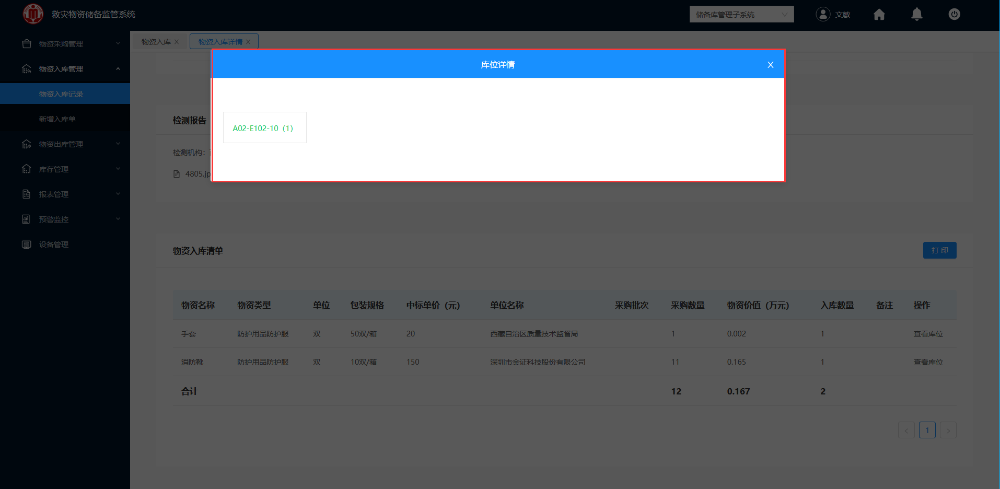 救灾物资储备监管系统
储备库管理子系统
文敏
物资采购管理
物资入库管理
物资入库记录
新增入库单
物资出库管理
库存管理
报表管理
预警监控
设备管理
物资入库 X
物资入库详情 X
库位详情 X
A02-E102-10（1）
检测报告
检测机构：
4805.jp
物资入库清单
打 印
物资名称 物资类型 单位 包装规格 中标单价（元） 单位名称 采购批次 采购数量 物资价值（万元） 入库数量 备注 操作
手套 防护用品防护服 双 50双/箱 20 西藏自治区质量技术监督局 1 0.002 1 查看库位
消防靴 防护用品防护服 双 10双/箱 150 深圳市金证科技股份有限公司 11 0.165 1 查看库位
合计 12 0.167 2
< 1 >